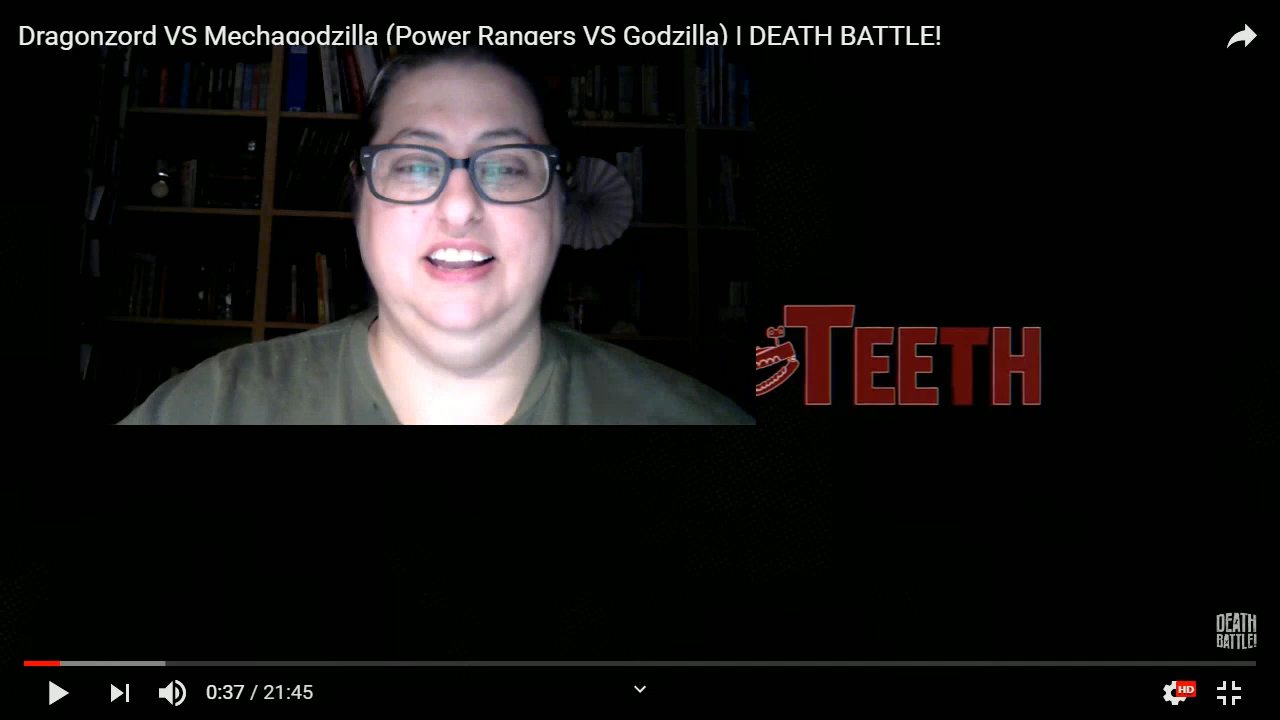 Dragonzord VS Mechagodzilla (Power Rangers VS Godzilla) | DEATH BATTLE!
TEETH
DEATH
BATTLE!
0:37 / 21:45
HD